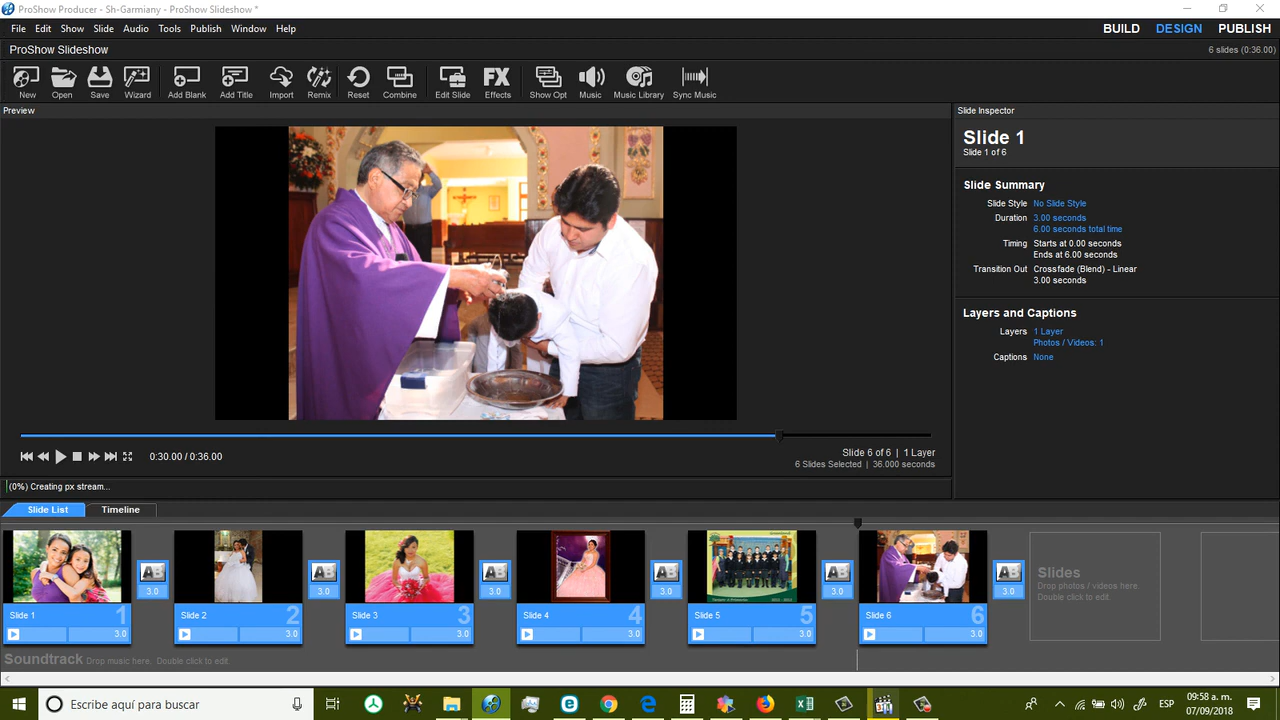 ProShow Producer - Sh-Garmiany - ProShow Slideshow *
File Edit Show Slide Audio Tools Publish Window Help
BUILD DESIGN PUBLISH
ProShow Slideshow
6 slides (0:36.00)
New Open Save Wizard Add Blank Add Title Import Remix Reset Combine Edit Slide Effects Show Opt Music Music Library Sync Music
FX
Preview
Slide Inspector
Slide 1
Slide 1 of 6
Slide Summary
Slide Style No Slide Style
Duration 3.00 seconds
6.00 seconds total time
Timing Starts at 0.00 seconds
Ends at 6.00 seconds
Transition Out Crossfade (Blend) - Linear
3.00 seconds
Layers and Captions
Layers 1 Layer
Photos / Videos: 1
Captions None
0:30.00 / 0:36.00
Slide 6 of 6 | 1 Layer
6 Slides Selected | 36.000 seconds
(0%) Creating px stream...
Slide List Timeline
AB AB AB AB AB AB
3.0 3.0 3.0 3.0 3.0 3.0
Slides
Drop photos / videos here.
Double click to edit.
Slide 1 1 Slide 2 2 Slide 3 3 Slide 4 4 Slide 5 5 Slide 6 6
3.0 3.0 3.0 3.0 3.0 3.0
Soundtrack Drop music here. Double click to edit.
Escribe aquí para buscar
ESP
09:58 a. m.
07/09/2018